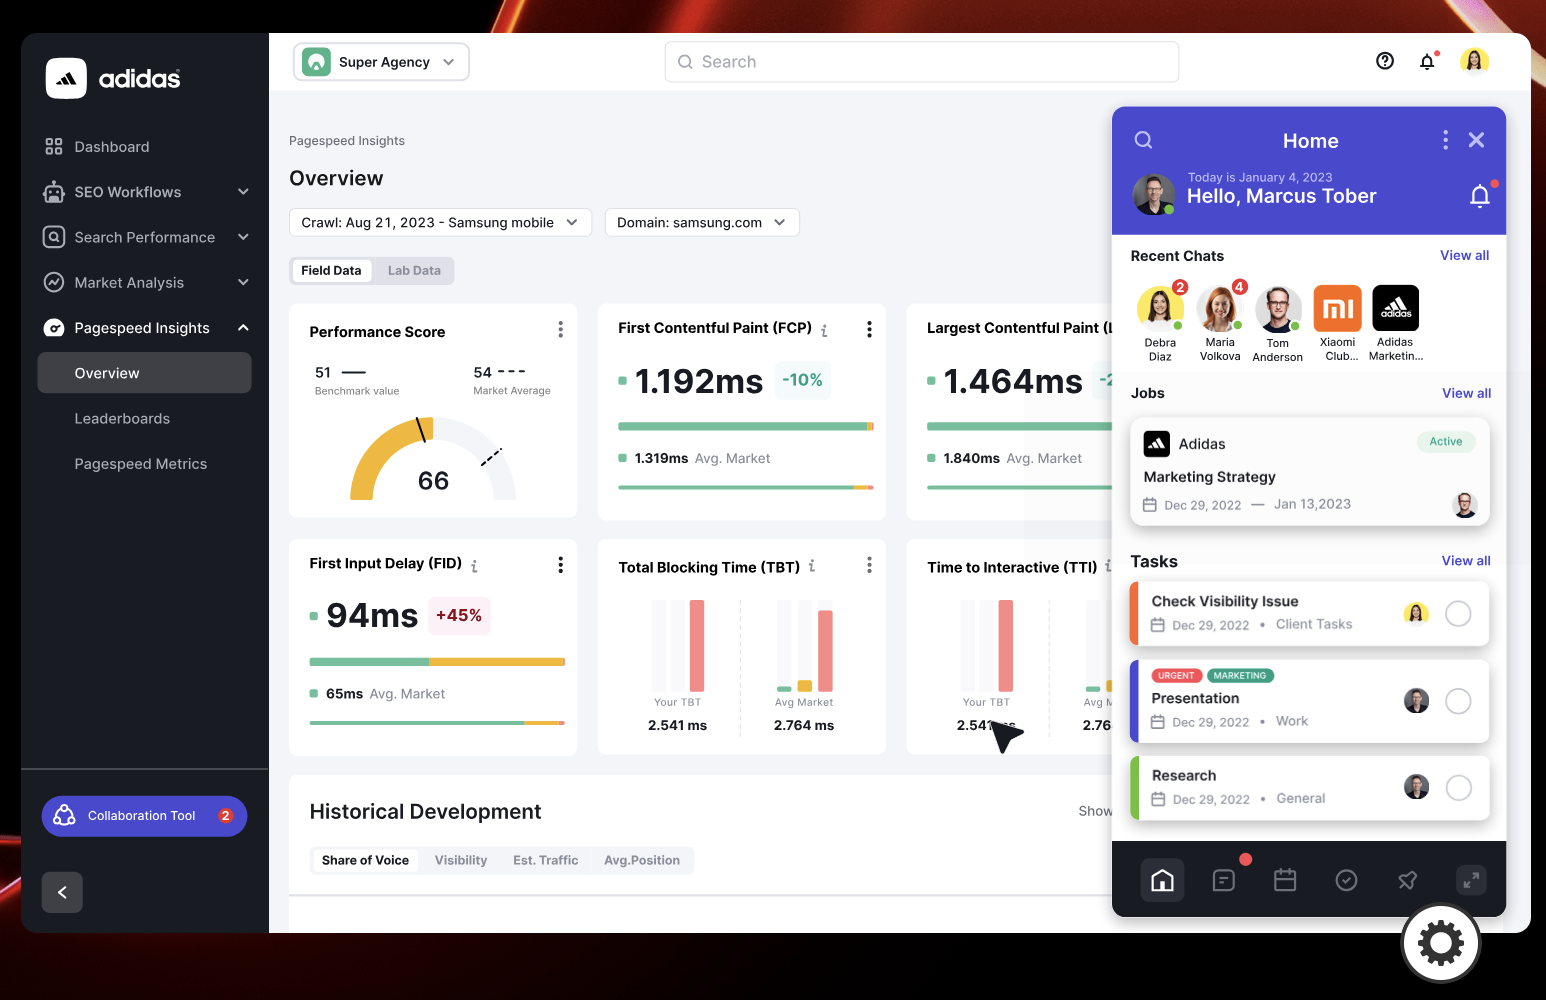 adidas
Super Agency
Search
Dashboard
SEO Workflows
Search Performance
Market Analysis
Pagespeed Insights
Overview
Leaderboards
Pagespeed Metrics
Collaboration Tool 2
Pagespeed Insights
Overview
Crawl: Aug 21, 2023 - Samsung mobile
Domain: samsung.com
Field Data
Lab Data
Performance Score
51
Benchmark value
54
Market Average
66
First Contentful Paint (FCP) i
1.192ms -10%
1.319ms Avg. Market
Largest Contentful Paint (L
1.464ms -2
1.840ms Avg. Market
First Input Delay (FID) i
94ms +45%
65ms Avg. Market
Total Blocking Time (TBT) i
Your TBT
2.541 ms
Avg Market
2.764 ms
Time to Interactive (TTI) i
Your TBT
2.541 ms
Avg M
2.76
Historical Development
Show
Share of Voice
Visibility
Est. Traffic
Avg.Position
Home
Today is January 4, 2023
Hello, Marcus Tober
Recent Chats
View all
2
4
mi
adidas
Debra
Diaz
Maria
Volkova
Tom
Anderson
Xiaomi
Club...
Adidas
Marketin...
Jobs
View all
Adidas
Active
Marketing Strategy
Dec 29, 2022 — Jan 13,2023
Tasks
View all
Check Visibility Issue
Dec 29, 2022 • Client Tasks
URGENT MARKETING
Presentation
Dec 29, 2022 • Work
Research
Dec 29, 2022 • General